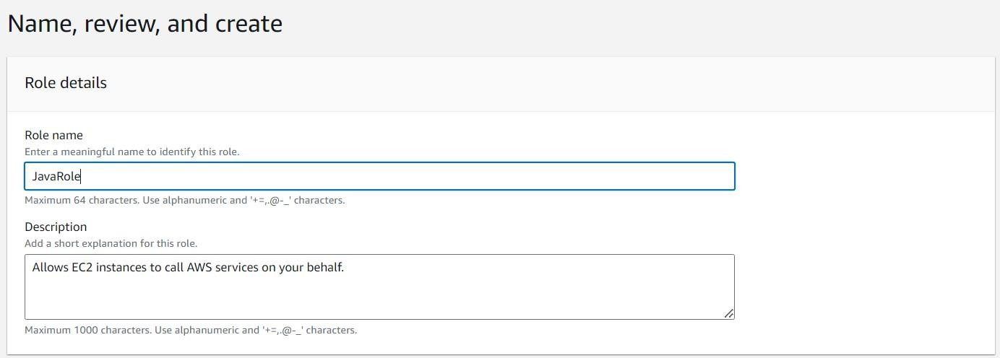 Name, review, and create
Role details
Role name
Enter a meaningful name to identify this role.
JavaRole
Maximum 64 characters. Use alphanumeric and '+=,.@-_' characters.
Description
Add a short explanation for this role.
Allows EC2 instances to call AWS services on your behalf.
Maximum 1000 characters. Use alphanumeric and '+=,.@-_' characters.